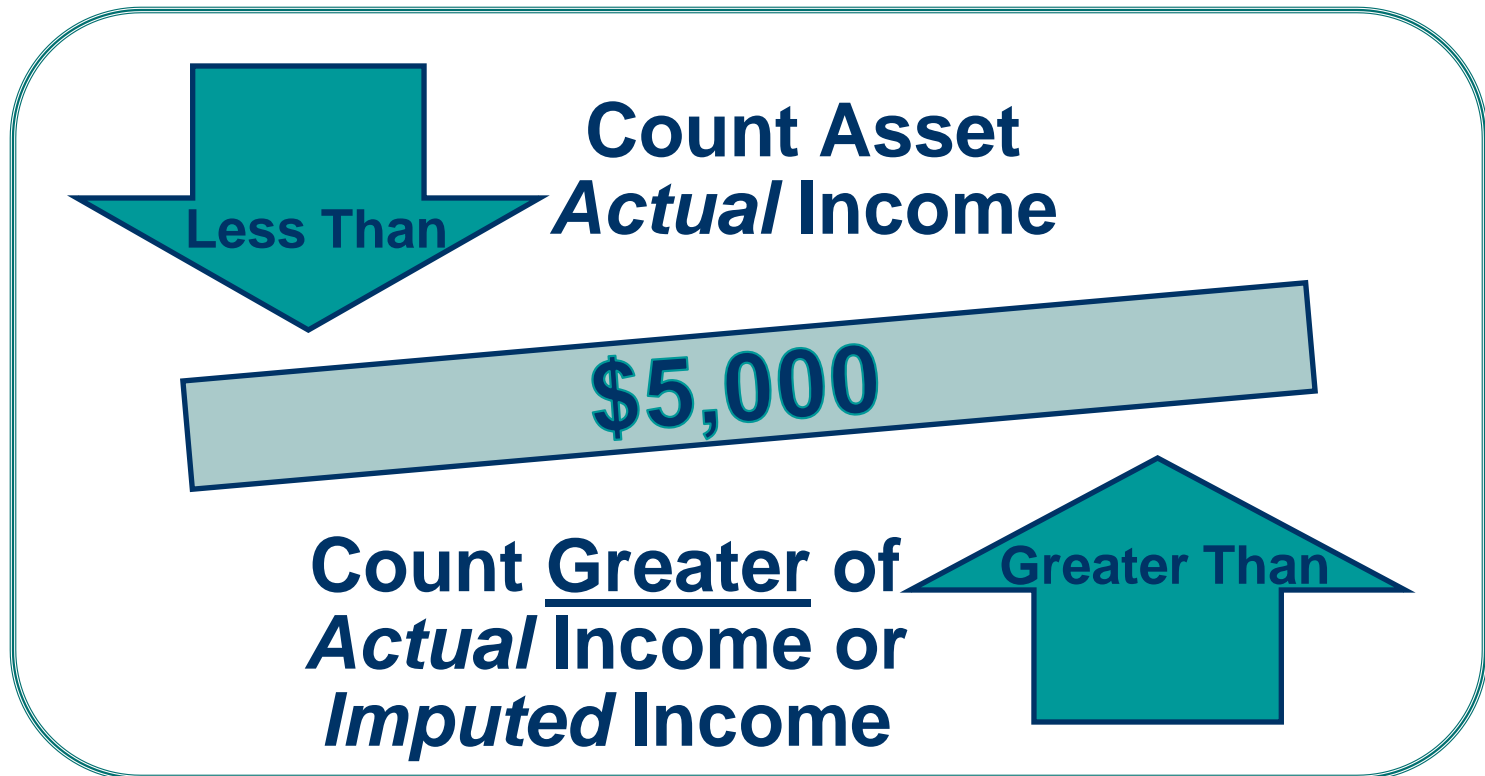 Less Than
Count Asset
Actual Income
$5,000
Count Greater of
Actual Income or
Imputed Income
Greater Than